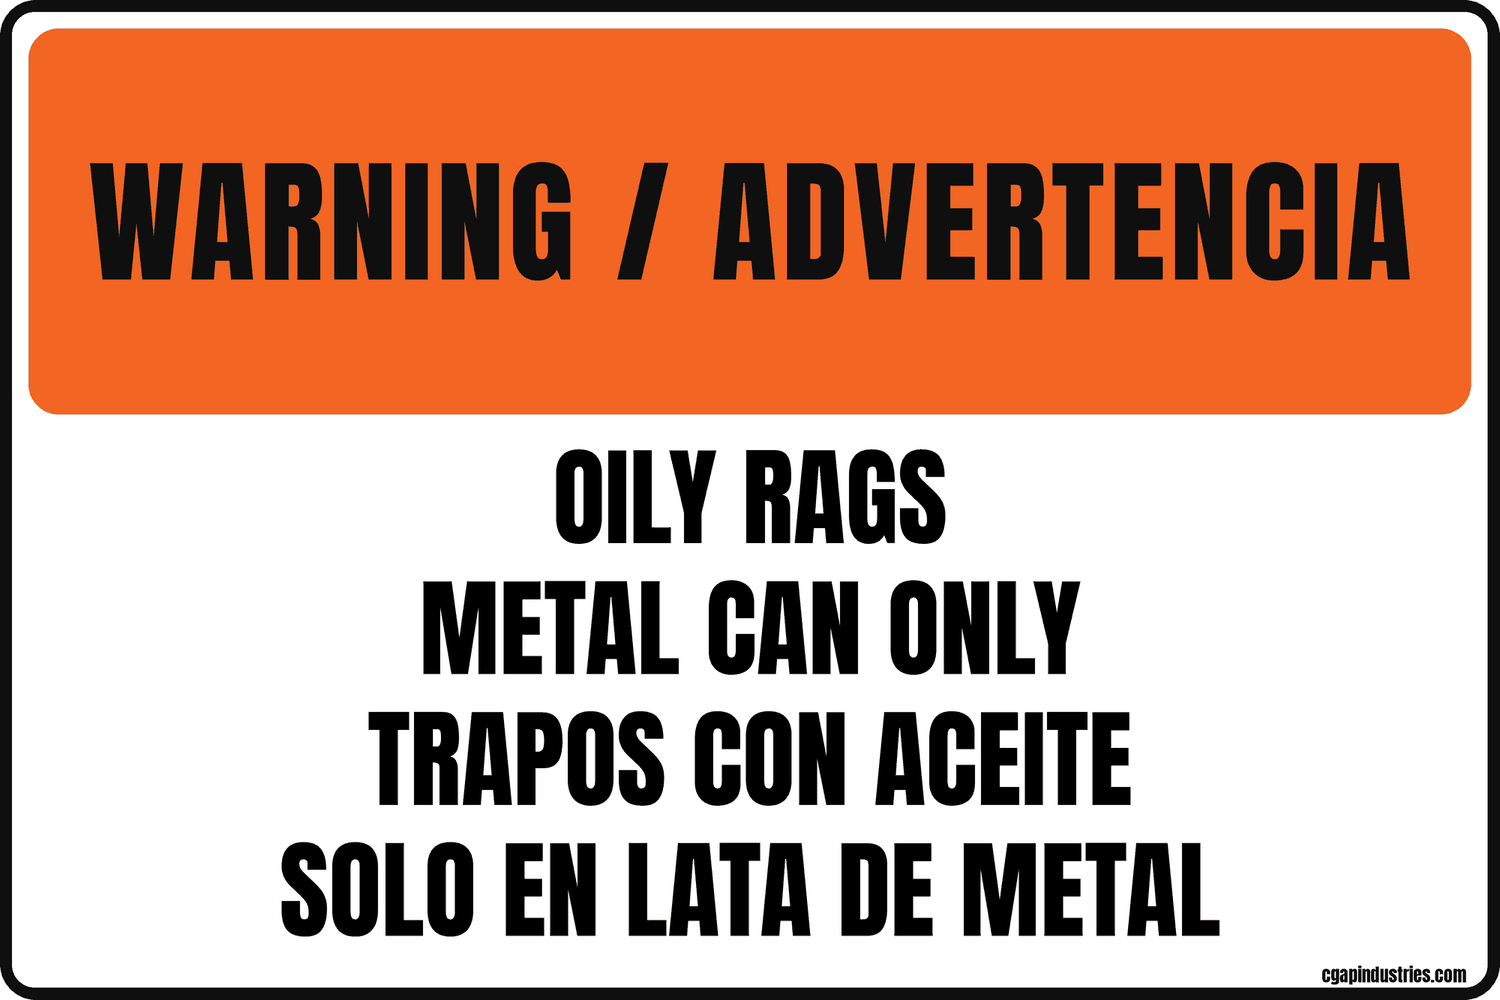 WARNING / ADVERTENCIA
OILY RAGS
METAL CAN ONLY
TRAPOS CON ACEITE
SOLO EN LATA DE METAL
cgapindustries.com